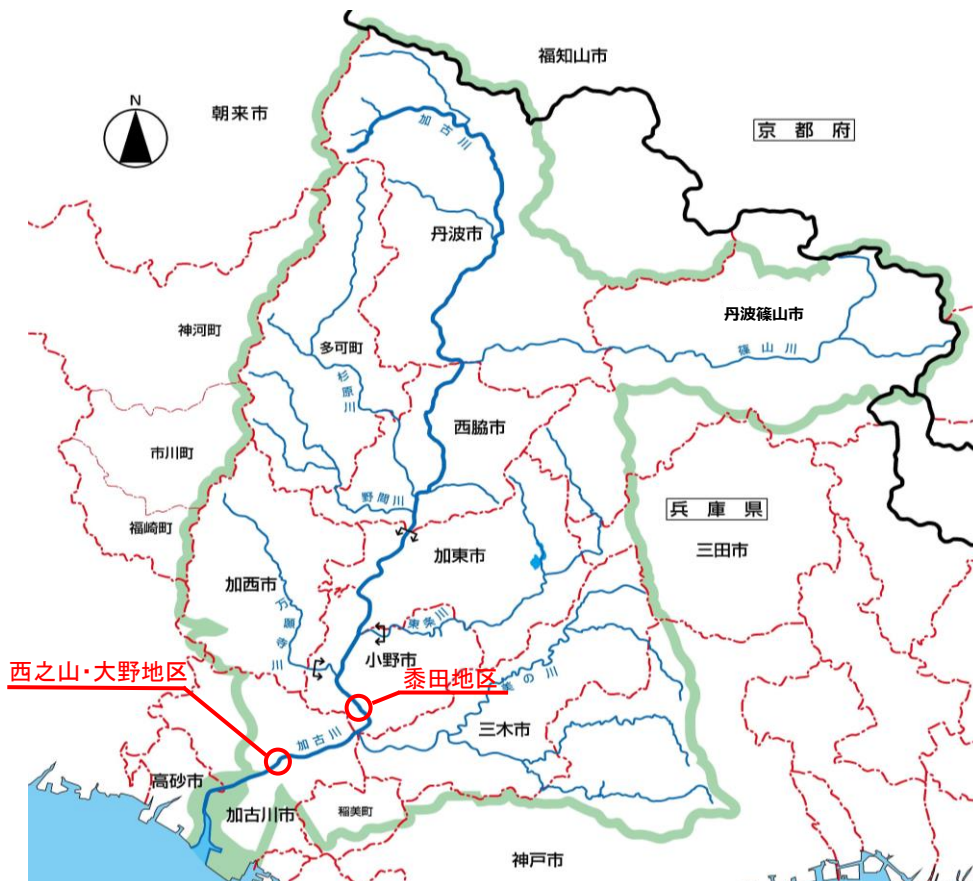 福知山市
N
朝来市
加古川
京都府
丹波市
丹波篠山市
神河町
多可町
篠山川
杉原川
西脇市
市川町
野間川
兵庫県
福崎町
加東市
三田市
加西市
万願寺川
東条川
小野市
西之山・大野地区
黍田地区
美の川
三木市
加古川
高砂市
加古川市
稲美町
神戸市